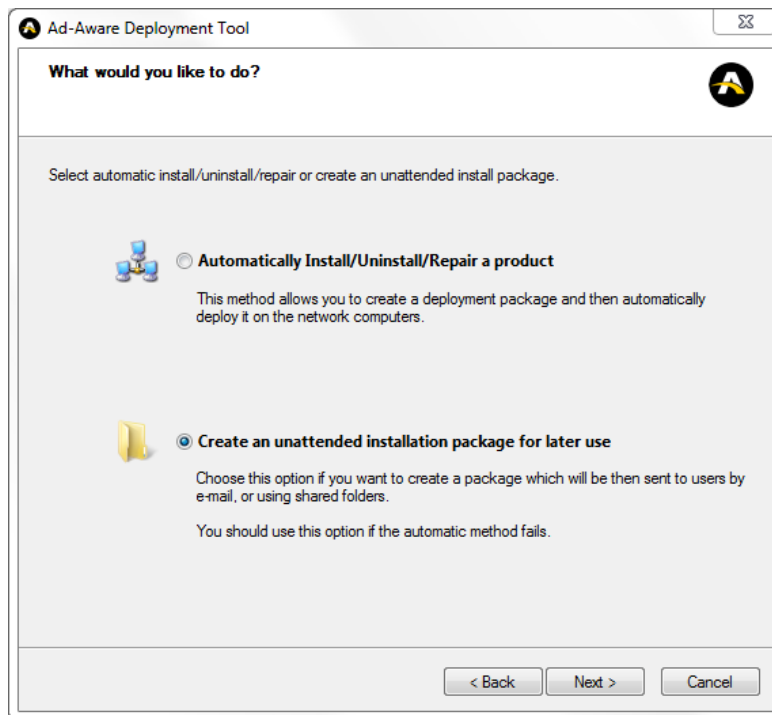 Ad-Aware Deployment Tool
What would you like to do?
Select automatic install/uninstall/repair or create an unattended install package.
Automatically Install/Uninstall/Repair a product
This method allows you to create a deployment package and then automatically
deploy it on the network computers.
Create an unattended installation package for later use
Choose this option if you want to create a package which will be then sent to users by
e-mail, or using shared folders.
You should use this option if the automatic method fails.
< Back Next > Cancel